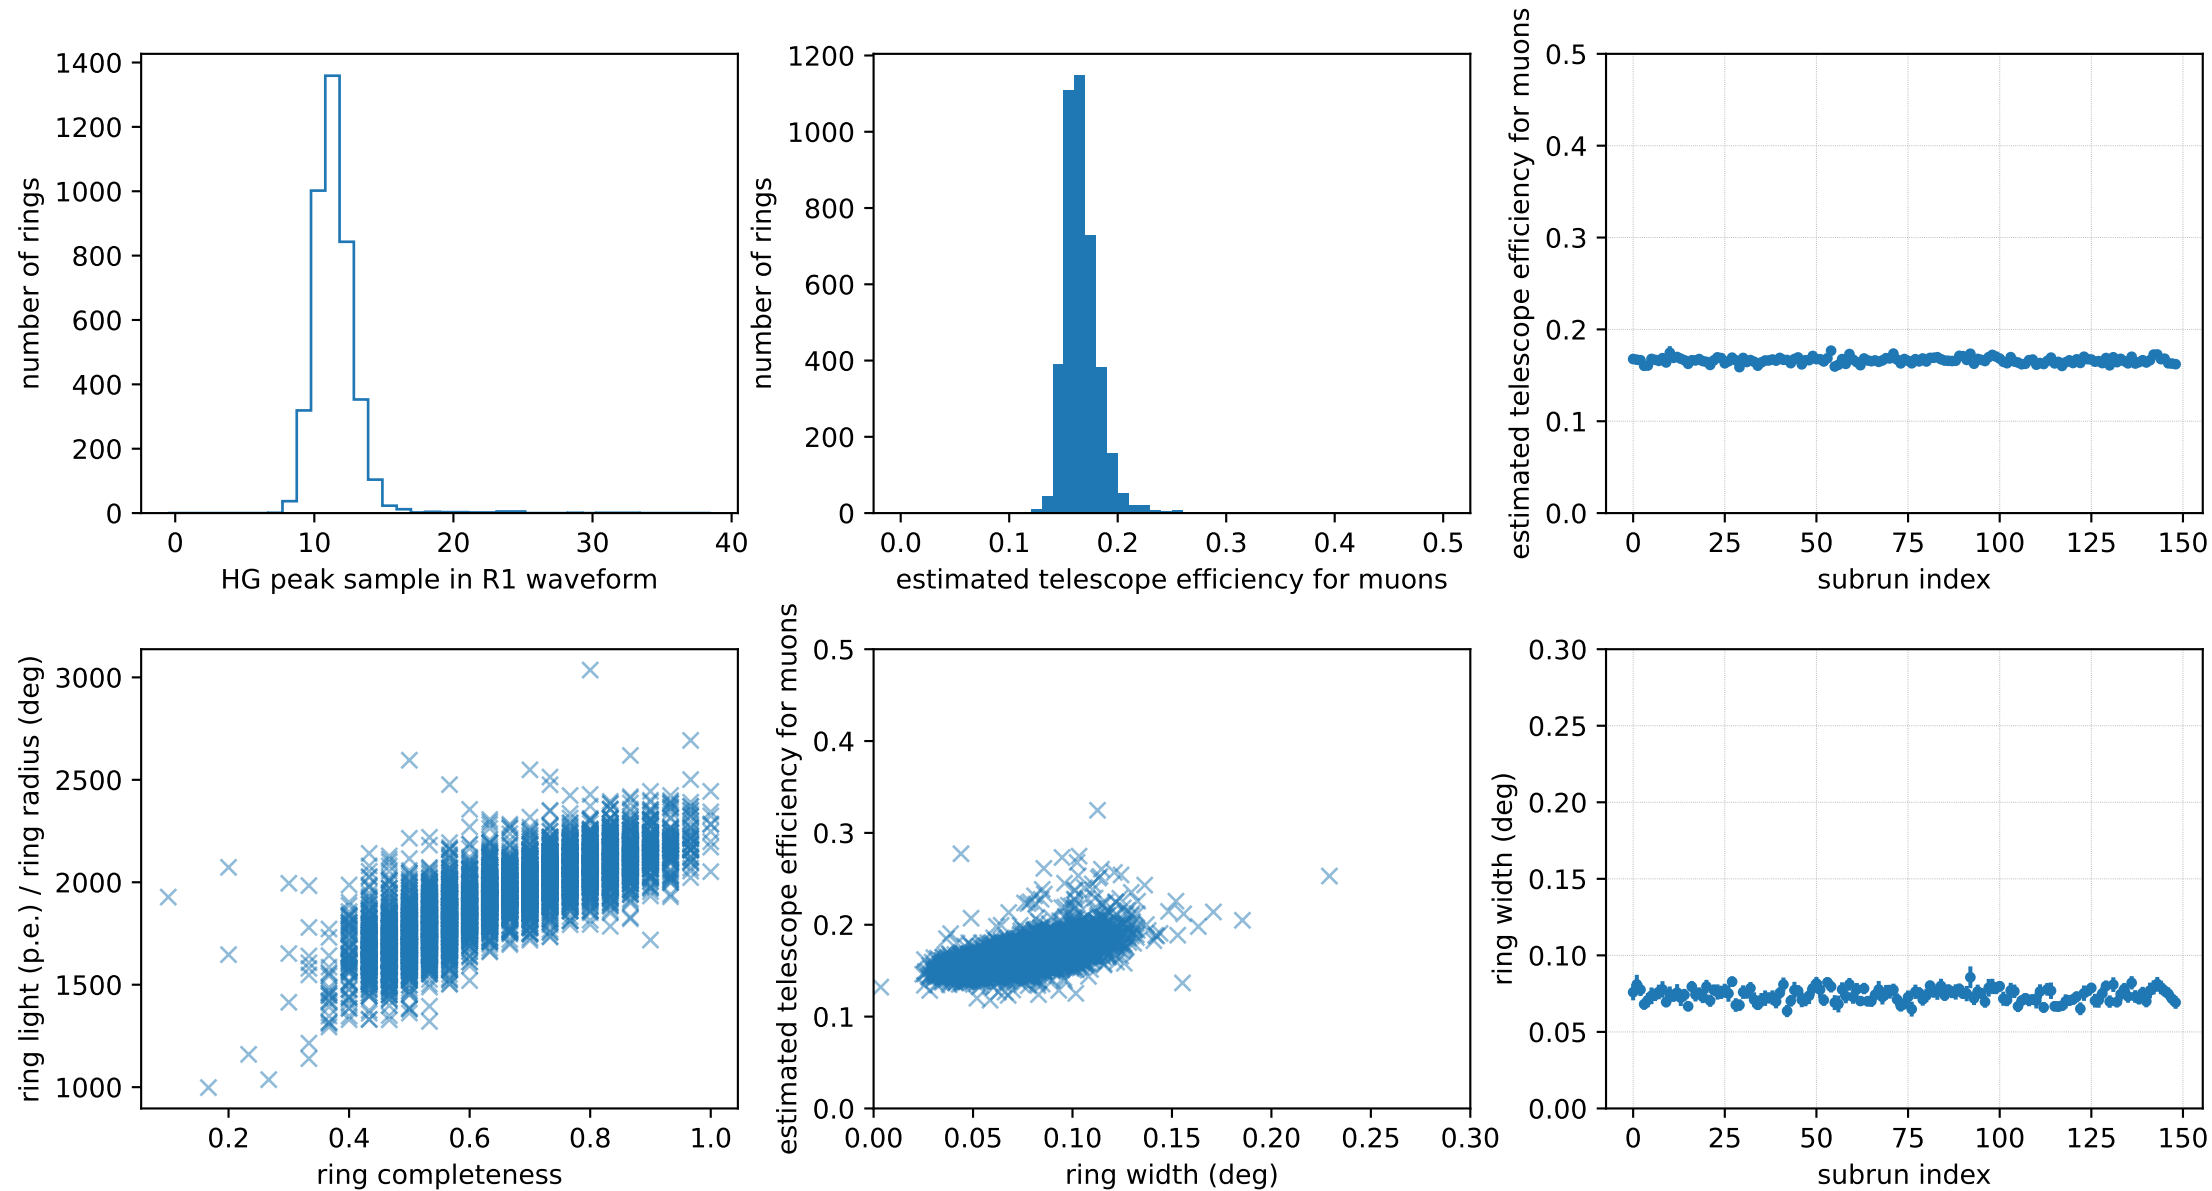 number of rings
1400
1200
1000
800
600
400
200
0
0 10 20 30 40
HG peak sample in R1 waveform
number of rings
1200
1000
800
600
400
200
0
0.0 0.1 0.2 0.3 0.4 0.5
estimated telescope efficiency for muons
estimated telescope efficiency for muons
0.5
0.4
0.3
0.2
0.1
0.0
0 25 50 75 100 125 150
subrun index
ring light (p.e.) / ring radius (deg)
3000
2500
2000
1500
1000
0.2 0.4 0.6 0.8 1.0
ring completeness
estimated telescope efficiency for muons
0.5
0.4
0.3
0.2
0.1
0.0
0.00 0.05 0.10 0.15 0.20 0.25 0.30
ring width (deg)
ring width (deg)
0.30
0.25
0.20
0.15
0.10
0.05
0.00
0 25 50 75 100 125 150
subrun index